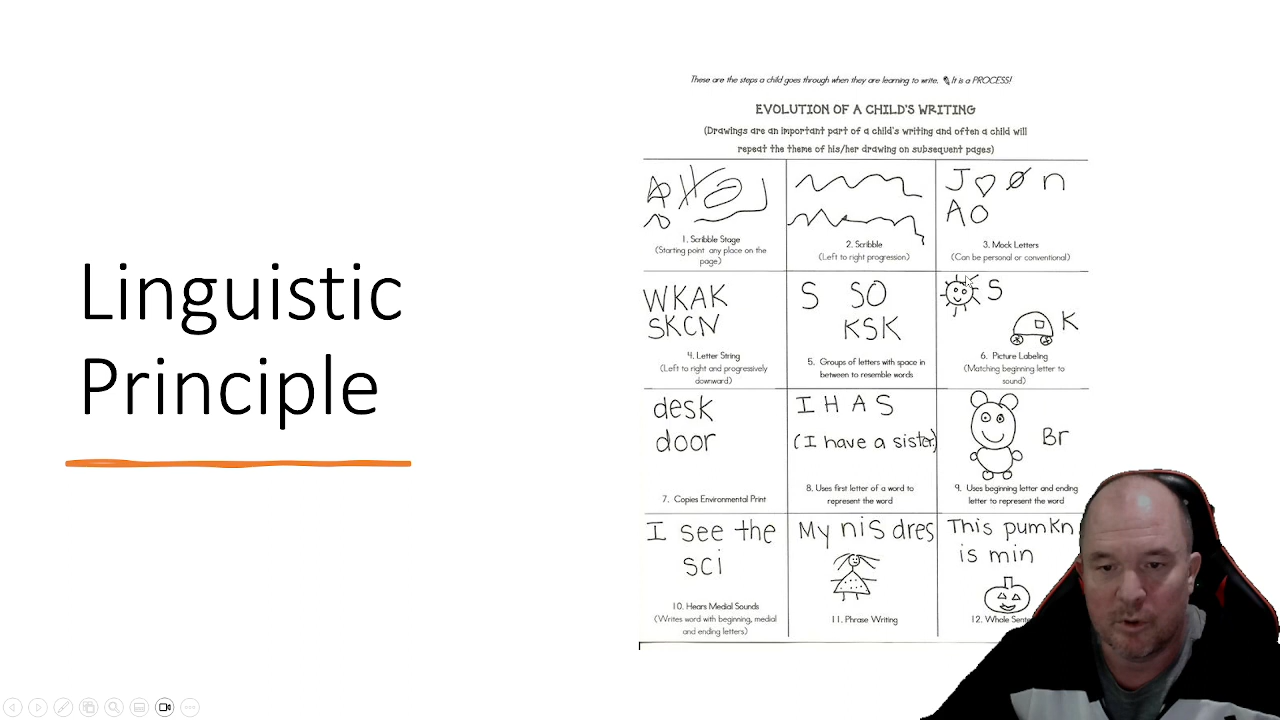 Linguistic
Principle
These are the steps a child goes through when they are learning to write. It is a PROCESS!
EVOLUTION OF A CHILD'S WRITING
(Drawings are an important part of a child's writing and often a child will
repeat the theme of his/her drawing on subsequent pages)
1. Scribble Stage
(Starting point any place on the
page)
2. Scribble
(Left to right progression)
J n
AO
3. Mock Letters
(Can be personal or conventional)
WKAK
SKCN
4. Letter String
(Left to right and progressively
downward)
S SO
KSK
5. Groups of letters with space in
between to resemble words
S
K
6. Picture Labeling
(Matching beginning letter to
sound)
desk
door
7. Copies Environmental Print
I H A S
(I have a sister.)
8. Uses first letter of a word to
represent the word
Br
9. Uses beginning letter and ending
letter to represent the word
I see the
sci
10. Hears Medial Sounds
(Writes word with beginning, medial
and ending letters)
My nis dres
11. Phrase Writing
This pumkn
is min
12. Whole